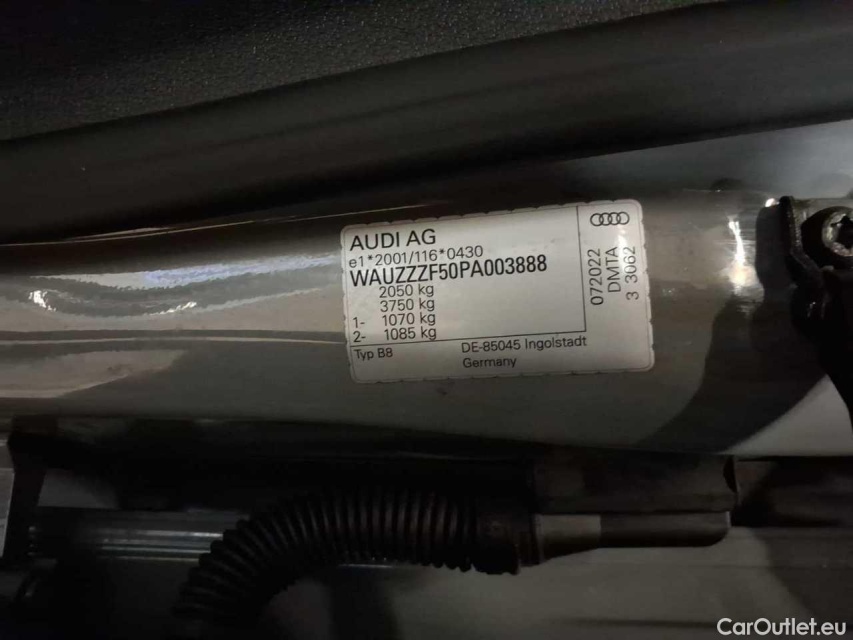 AUDI AG
e1*2001/116*0430
WAUZZZF50PA003888
2050 kg
3750 kg
1- 1070 kg
2- 1085 kg
Typ B8
DE-85045 Ingolstadt
Germany
072022
DMTA
3 3062
CarOutlet.eu